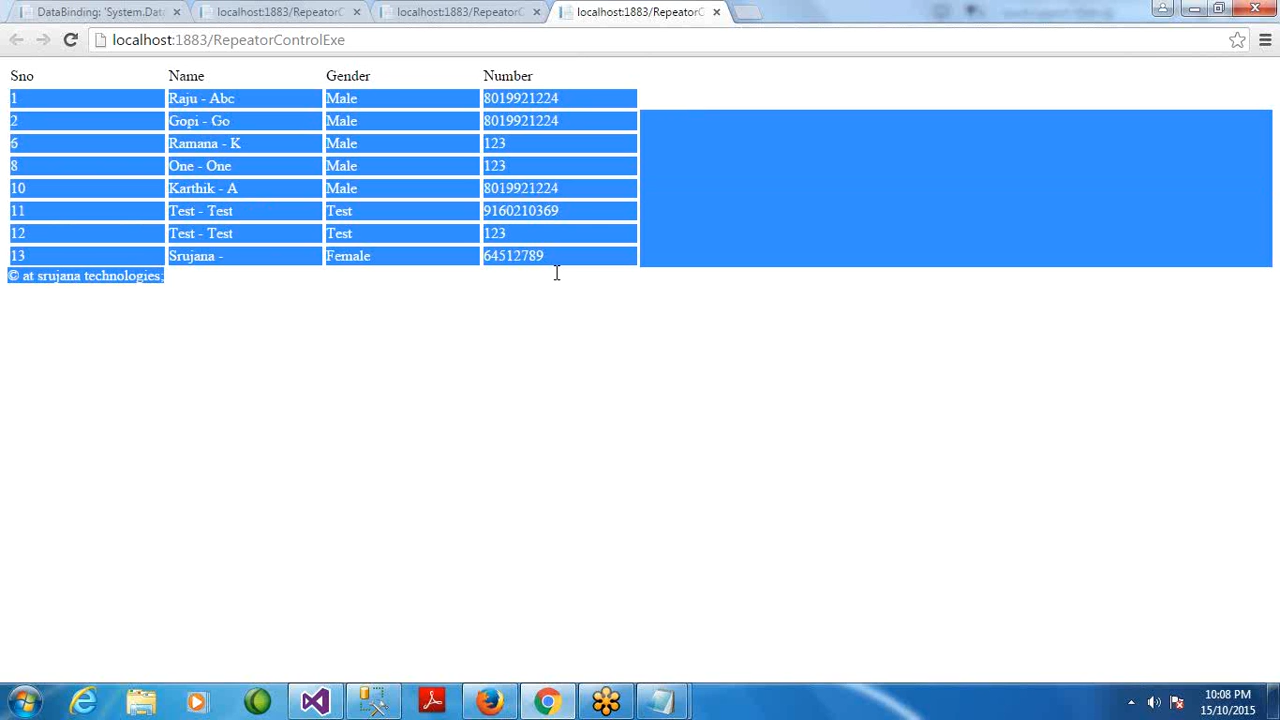 DataBinding: 'System.Dat
localhost:1883/RepeatorC
localhost:1883/RepeatorC
localhost:1883/RepeatorC
localhost:1883/RepeatorControlExe
Sno Name Gender Number
1 Raju - Abc Male 8019921224
2 Gopi - Go Male 8019921224
6 Ramana - K Male 123
8 One - One Male 123
10 Karthik - A Male 8019921224
11 Test - Test Test 9160210369
12 Test - Test Test 123
13 Srujana - Female 64512789
© at srujana technologies;
10:08 PM
15/10/2015